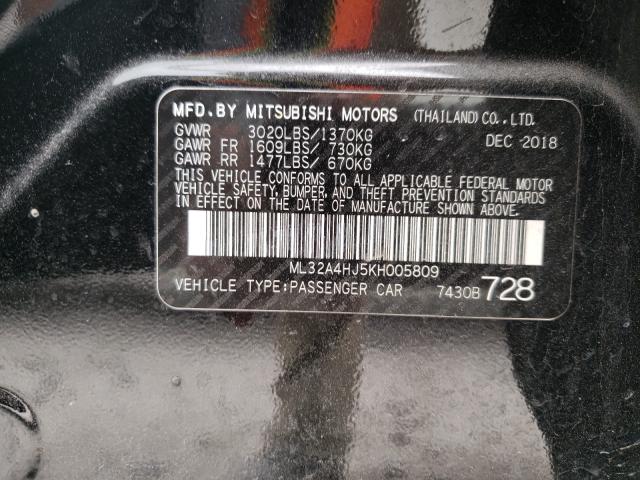 MFD.BY MITSUBISHI MOTORS (THAILAND)CO.,LTD.
GVWR 3020LBS/1370KG DEC-2018
GAWR FR 1609LBS/ 730KG
GAWR RR 1477LBS/ 670KG
THIS VEHICLE CONFORMS TO ALL APPLICABLE FEDERAL MOTOR
VEHICLE SAFETY, BUMPER, AND THEFT PREVENTION STANDARDS
IN EFFECT ON THE DATE OF MANUFACTURE SHOWN ABOVE.
ML32A4HJ5KH005809
VEHICLE TYPE:PASSENGER CAR 7430B 728